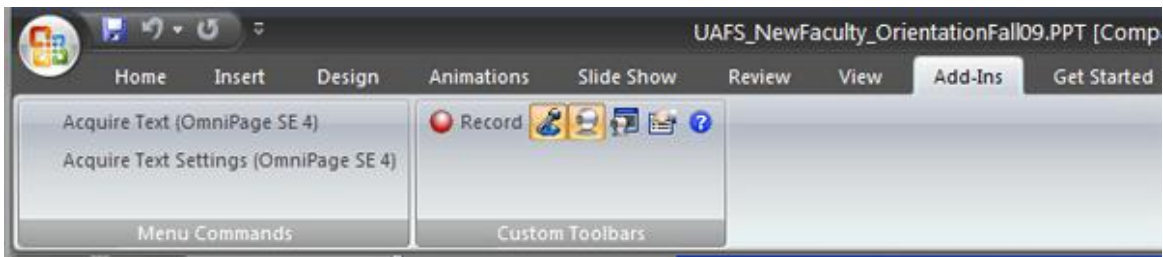 UAFS_NewFaculty_OrientationFall09.PPT [Comp
Home Insert Design Animations Slide Show Review View Add-Ins Get Started
Acquire Text (OmniPage SE 4) Record
Acquire Text Settings (OmniPage SE 4)
Menu Commands Custom Toolbars